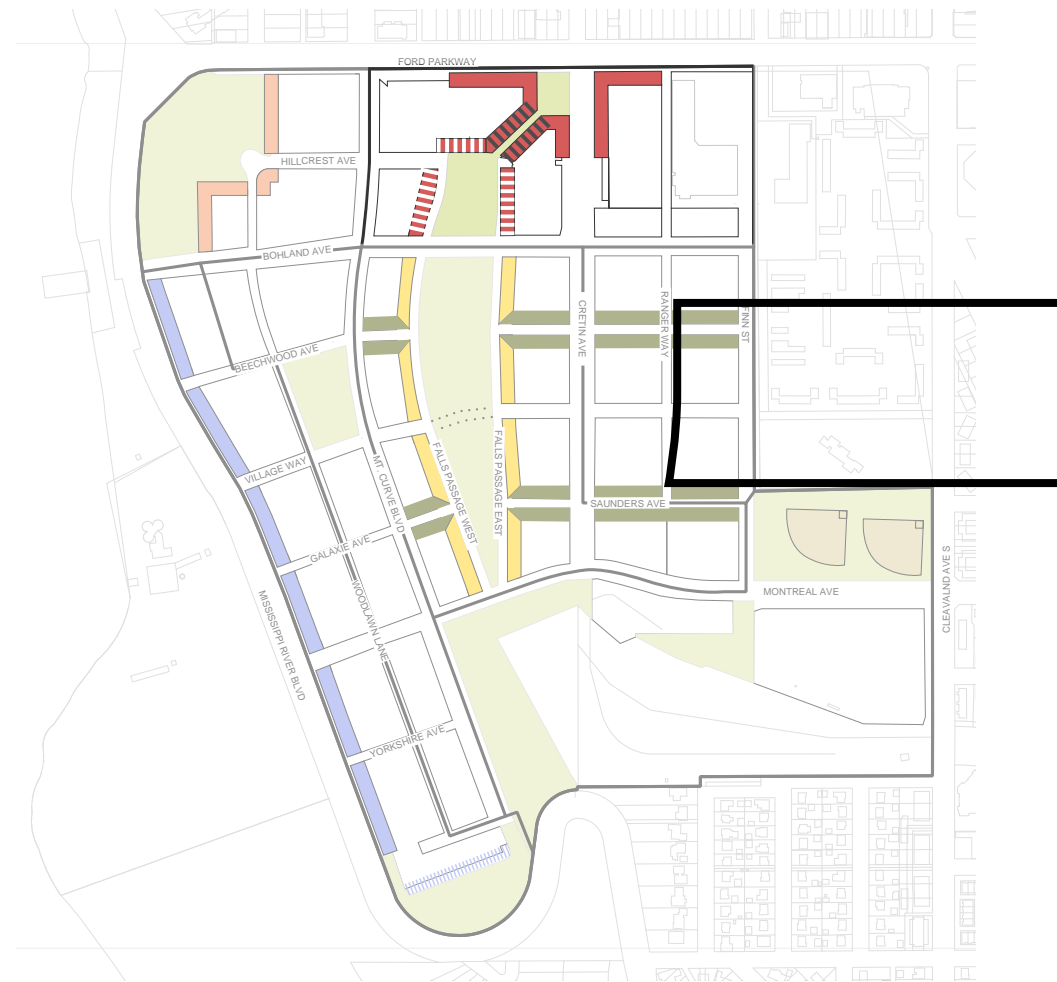 FORD PARKWAY
HILLCREST AVE
BOHLAND AVE
CRETIN AVE
RANGER WAY
FINN ST
BEECHWOOD AVE
VILLAGE WAY
MT. CURVE BLVD
FALLS PASSAGE WEST
FALLS PASSAGE EAST
SAUNDERS AVE
GALAXIE AVE
WOODLAWN LANE
MONTREAL AVE
CLEAVALND AVE S
MISSISSIPPI RIVER BLVD
YORKSHIRE AVE